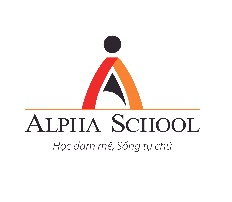 ALPHA SCHOOL
Học đam mê, Sống tự chủ